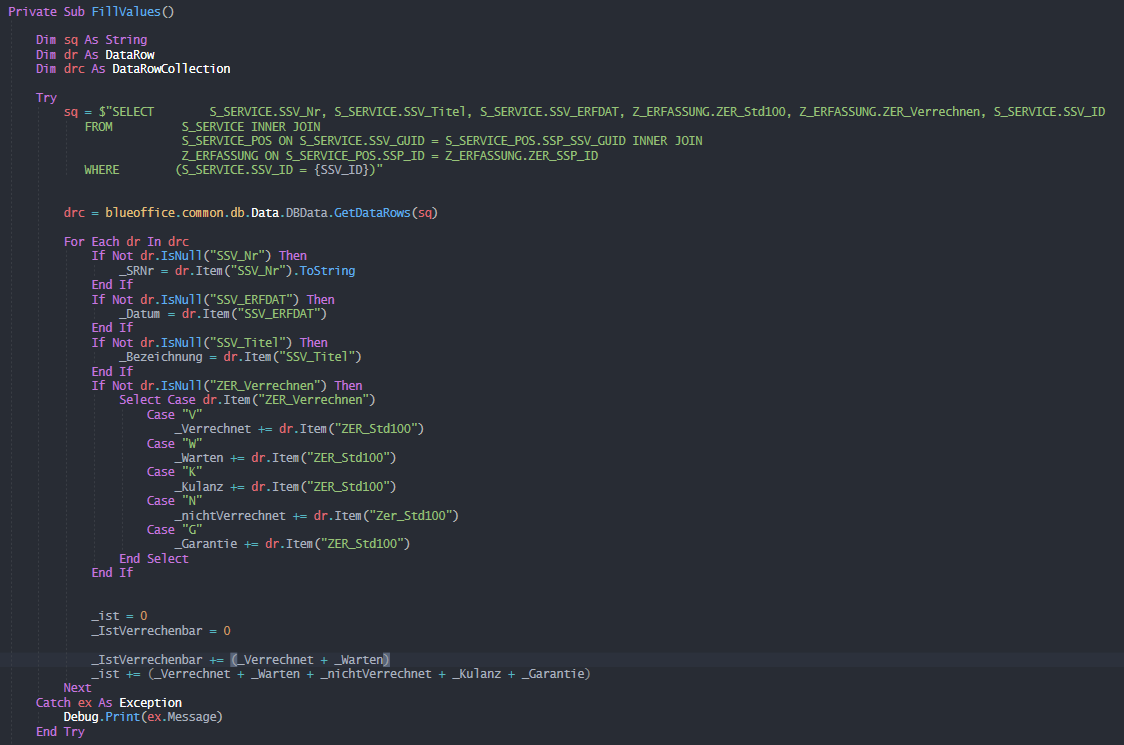 Private Sub FillValues()
Dim sq As String
Dim dr As DataRow
Dim drc As DataRowCollection
Try
sq = $"SELECT S_SERVICE.SSV_Nr, S_SERVICE.SSV_Titel, S_SERVICE.SSV_ERFDAT, Z_ERFASSUNG.ZER_Std100, Z_ERFASSUNG.ZER_Verrechnen, S_SERVICE.SSV_ID
FROM S_SERVICE INNER JOIN
S_SERVICE_POS ON S_SERVICE.SSV_GUID = S_SERVICE_POS.SSP_SSV_GUID INNER JOIN
Z_ERFASSUNG ON S_SERVICE_POS.SSP_ID = Z_ERFASSUNG.ZER_SSP_ID
WHERE (S_SERVICE.SSV_ID = {SSV_ID})"
drc = blueoffice.common.db.Data.DBData.GetDataRows(sq)
For Each dr In drc
If Not dr.IsNull("SSV_Nr") Then
_SRNr = dr.Item("SSV_Nr").ToString
End If
If Not dr.IsNull("SSV_ERFDAT") Then
_Datum = dr.Item("SSV_ERFDAT")
End If
If Not dr.IsNull("SSV_Titel") Then
_Bezeichnung = dr.Item("SSV_Titel")
End If
If Not dr.IsNull("ZER_Verrechnen") Then
Select Case dr.Item("ZER_Verrechnen")
Case "V"
_Verrechnet += dr.Item("ZER_Std100")
Case "W"
_Warten += dr.Item("ZER_Std100")
Case "K"
_Kulanz += dr.Item("ZER_Std100")
Case "N"
_nichtVerrechnet += dr.Item("Zer_Std100")
Case "G"
_Garantie += dr.Item("ZER_Std100")
End Select
End If
_ist = 0
_IstVerrechenbar = 0
_IstVerrechenbar += (_Verrechnet + _Warten)
_ist += (_Verrechnet + _Warten + _nichtVerrechnet + _Kulanz + _Garantie)
Next
Catch ex As Exception
Debug.Print(ex.Message)
End Try